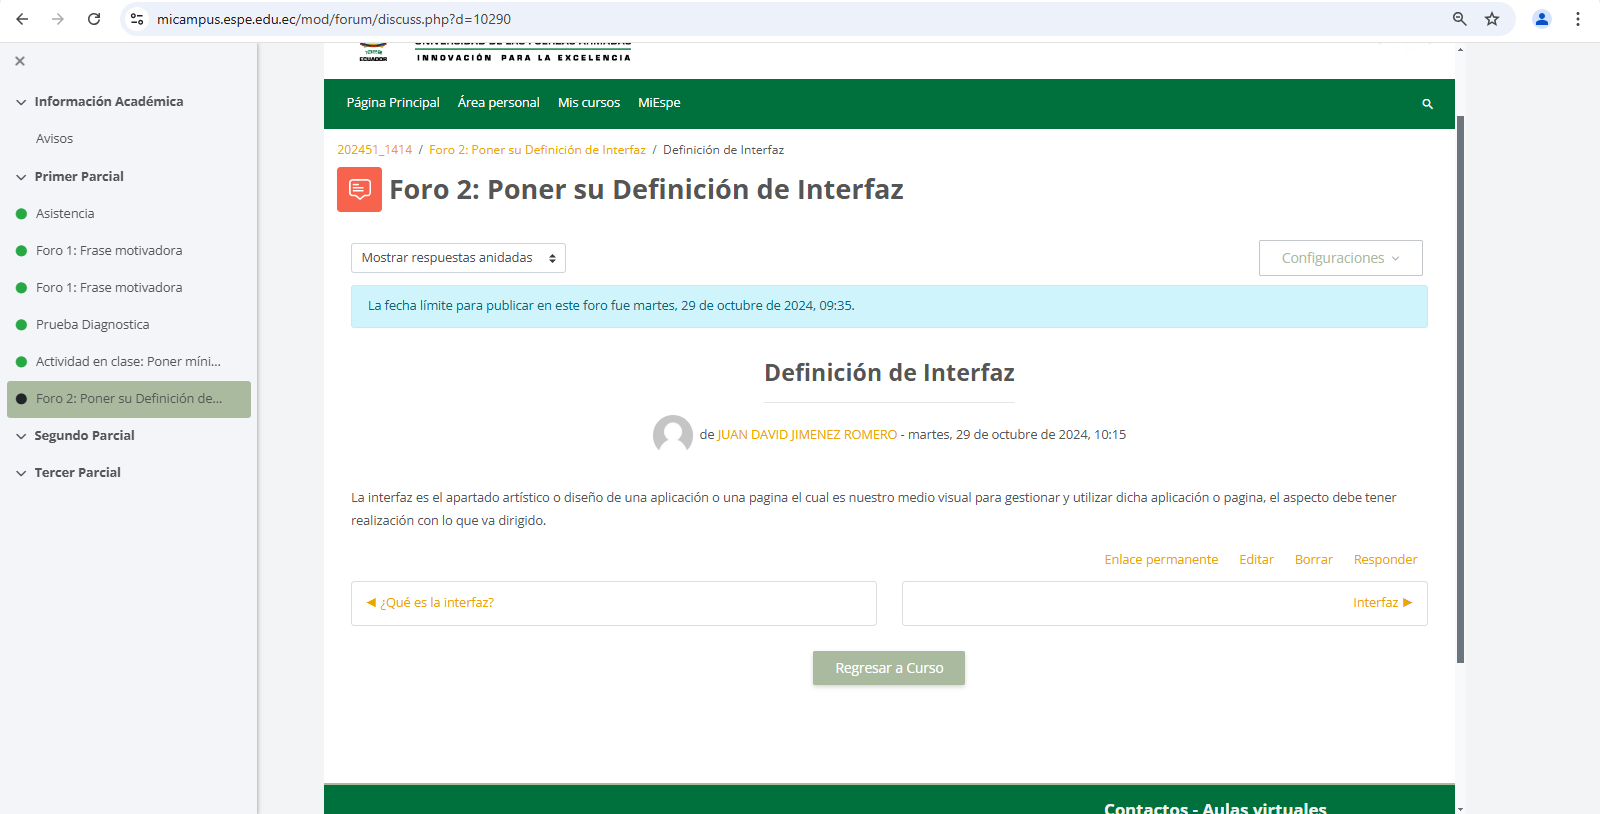 micampus.espe.edu.ec/mod/forum/discuss.php?d=10290
Información Académica
Avisos
Primer Parcial
Asistencia
Foro 1: Frase motivadora
Foro 1: Frase motivadora
Prueba Diagnostica
Actividad en clase: Poner míni...
Foro 2: Poner su Definición de...
Segundo Parcial
Tercer Parcial
ECUADOR
UNIVERSIDAD DE LAS FUERZAS ARMADAS
INNOVACIÓN PARA LA EXCELENCIA
Página Principal Área personal Mis cursos MiEspe
202451_1414 / Foro 2: Poner su Definición de Interfaz / Definición de Interfaz
Foro 2: Poner su Definición de Interfaz
Mostrar respuestas anidadas
Configuraciones
La fecha límite para publicar en este foro fue martes, 29 de octubre de 2024, 09:35.
Definición de Interfaz
de JUAN DAVID JIMENEZ ROMERO - martes, 29 de octubre de 2024, 10:15
La interfaz es el apartado artístico o diseño de una aplicación o una pagina el cual es nuestro medio visual para gestionar y utilizar dicha aplicación o pagina, el aspecto debe tener
realización con lo que va dirigido.
Enlace permanente Editar Borrar Responder
◀ ¿Qué es la interfaz?
Interfaz ▶
Regresar a Curso
Contactos - Aulas virtuales